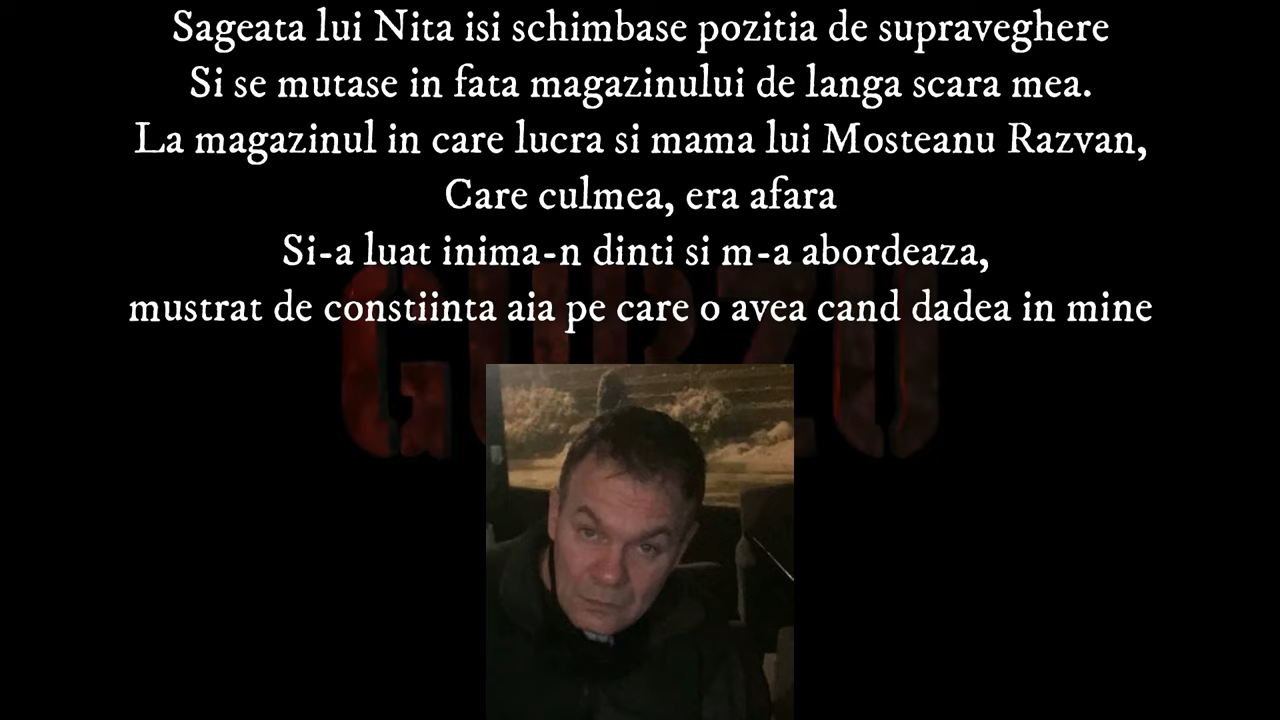 Sageata lui Nita isi schimbase pozitia de supraveghere
Si se mutase in fata magazinului de langa scara mea.
La magazinul in care lucra si mama lui Mosteanu Razvan,
Care culmea, era afara
Si-a luat inima-n dinti si m-a abordeaza,
mustrat de constiinta aia pe care o avea cand dadea in mine